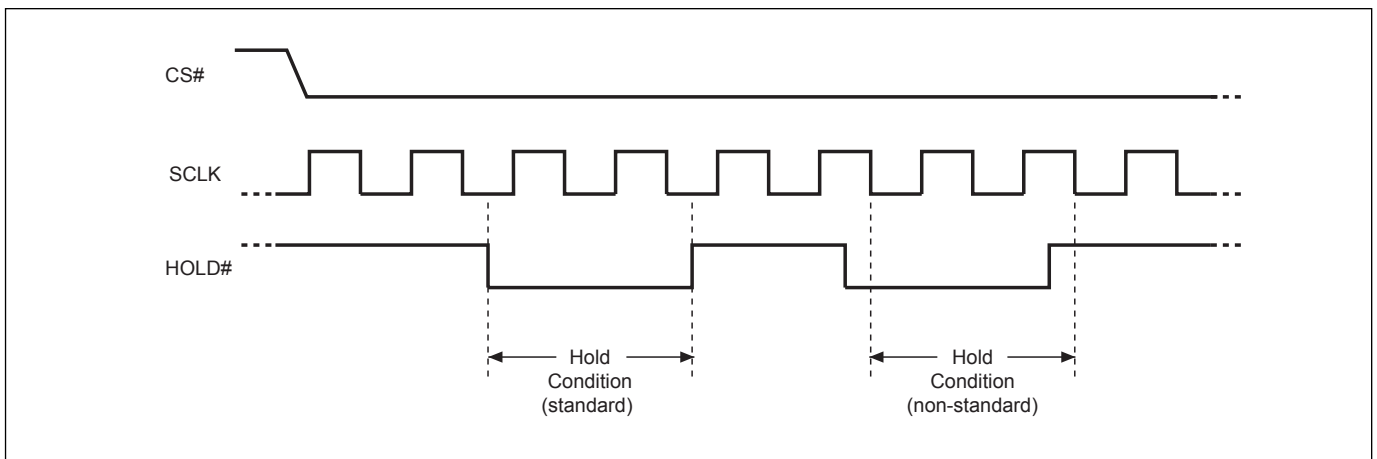 CS#
SCLK
HOLD#
Hold
Condition
(standard)
Hold
Condition
(non-standard)